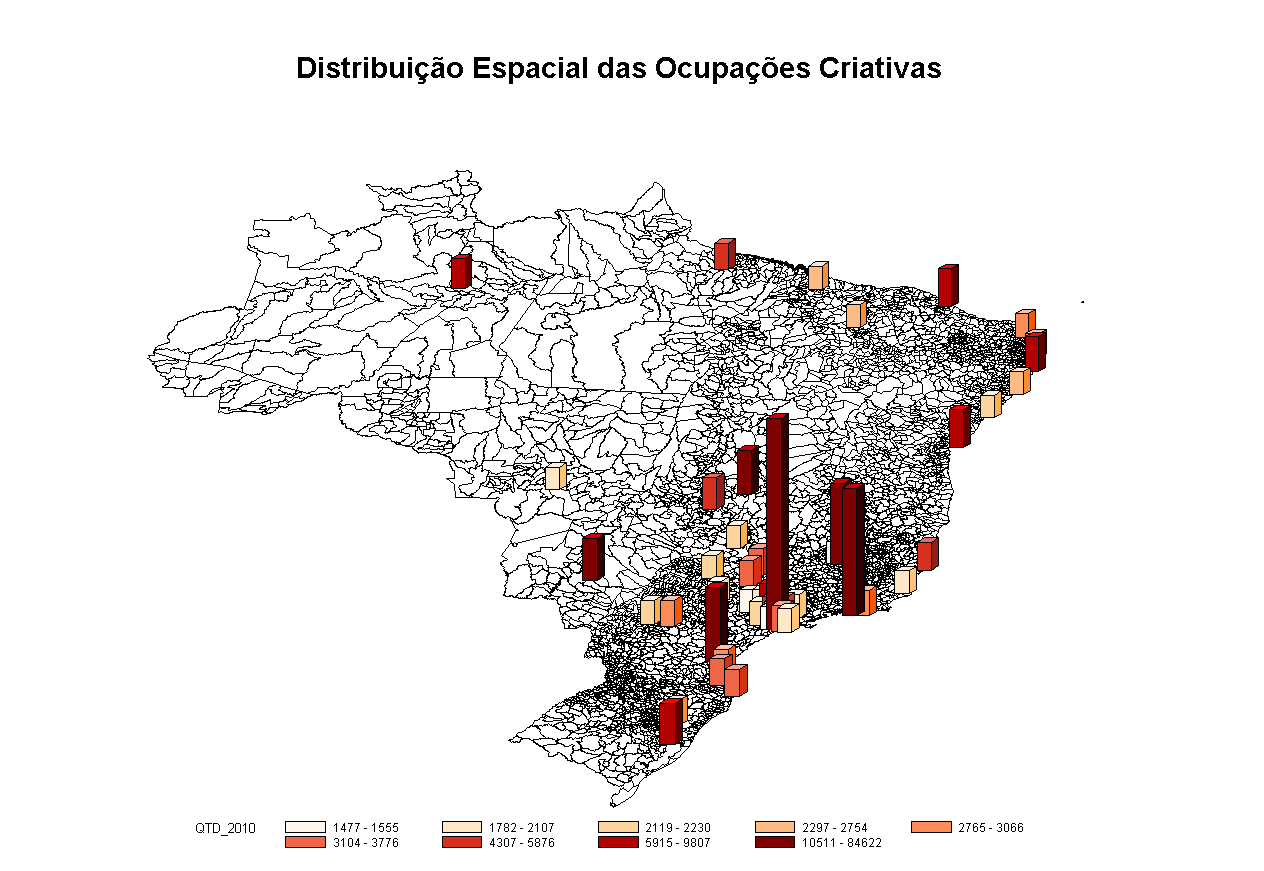 Distribuição Espacial das Ocupações Criativas
QTD_2010 1477 - 1555 1782 - 2107 2119 - 2230 2297 - 2754 2765 - 3066
3104 - 3776 4307 - 5876 5915 - 9807 10511 - 84622